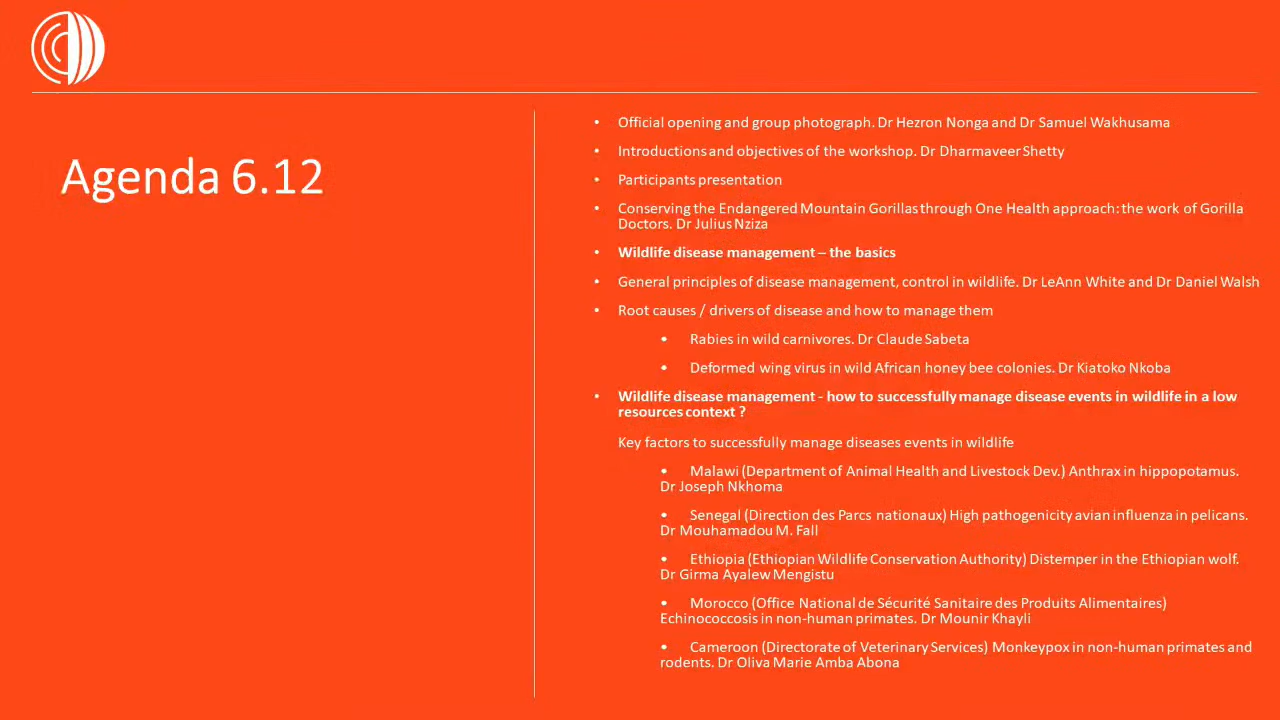 Agenda 6.12
• Official opening and group photograph. Dr Hezron Nonga and Dr Samuel Wakhusama
• Introductions and objectives of the workshop. Dr Dharmaveer Shetty
• Participants presentation
• Conserving the Endangered Mountain Gorillas through One Health approach: the work of Gorilla
Doctors. Dr Julius Nziza
• Wildlife disease management – the basics
• General principles of disease management, control in wildlife. Dr LeAnn White and Dr Daniel Walsh
• Root causes / drivers of disease and how to manage them
• Rabies in wild carnivores. Dr Claude Sabeta
• Deformed wing virus in wild African honey bee colonies. Dr Kiatoko Nkoba
• Wildlife disease management - how to successfully manage disease events in wildlife in a low
resources context ?
Key factors to successfully manage diseases events in wildlife
• Malawi (Department of Animal Health and Livestock Dev.) Anthrax in hippopotamus.
Dr Joseph Nkhoma
• Senegal (Direction des Parcs nationaux) High pathogenicity avian influenza in pelicans.
Dr Mouhamadou M. Fall
• Ethiopia (Ethiopian Wildlife Conservation Authority) Distemper in the Ethiopian wolf.
Dr Girma Ayalew Mengistu
• Morocco (Office National de Sécurité Sanitaire des Produits Alimentaires)
Echinococcosis in non-human primates. Dr Mounir Khayli
• Cameroon (Directorate of Veterinary Services) Monkeypox in non-human primates and
rodents. Dr Oliva Marie Amba Abona